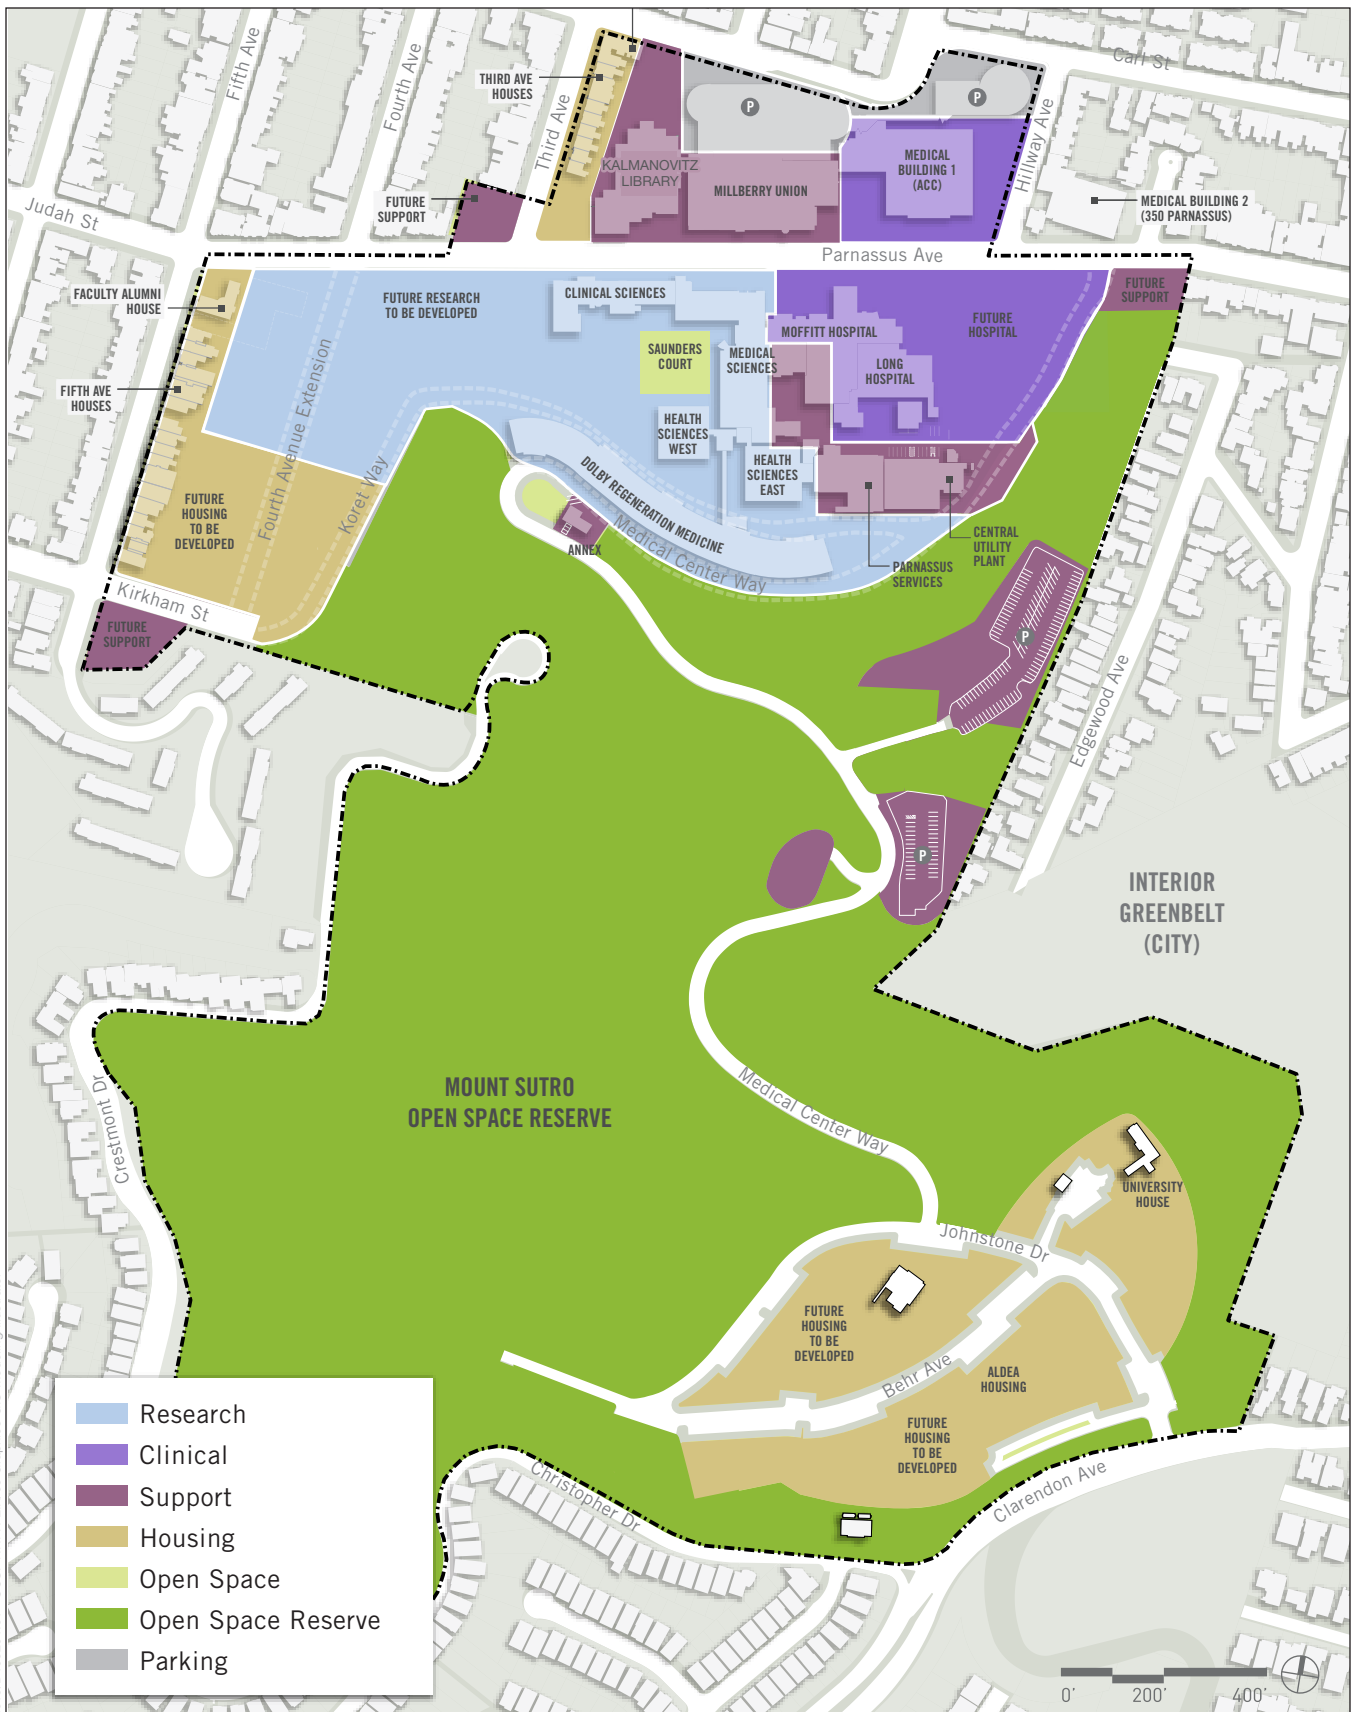 Carl St
Fifth Ave
Fourth Ave
Third Ave
Hillway Ave
THIRD AVE
HOUSES
P
P
KALMANOVITZ
LIBRARY
MILLBERRY UNION
MEDICAL
BUILDING 1
(ACC)
MEDICAL BUILDING 2
(350 PARNASSUS)
FUTURE
SUPPORT
Judah St
Parnassus Ave
FACULTY ALUMNI
HOUSE
FUTURE RESEARCH
TO BE DEVELOPED
CLINICAL SCIENCES
FUTURE
SUPPORT
MOFFITT HOSPITAL
FUTURE
HOSPITAL
SAUNDERS
COURT
MEDICAL
SCIENCES
LONG
HOSPITAL
FIFTH AVE
HOUSES
Fourth Avenue Extension
HEALTH
SCIENCES
WEST
HEALTH
SCIENCES
EAST
Koret Way
DOLBY REGENERATION MEDICINE
FUTURE
HOUSING
TO BE
DEVELOPED
ANNEX
Medical Center Way
CENTRAL
UTILITY
PLANT
PARNASSUS
SERVICES
Kirkham St
FUTURE
SUPPORT
P
Edgewood Ave
P
INTERIOR
GREENBELT
(CITY)
MOUNT SUTRO
OPEN SPACE RESERVE
Crestmont Dr
Medical Center Way
UNIVERSITY
HOUSE
Johnstone Dr
FUTURE
HOUSING
TO BE
DEVELOPED
Behr Ave
ALDEA
HOUSING
FUTURE
HOUSING
TO BE
DEVELOPED
Christopher Dr
Clarendon Ave
Research
Clinical
Support
Housing
Open Space
Open Space Reserve
Parking
0' 200' 400'